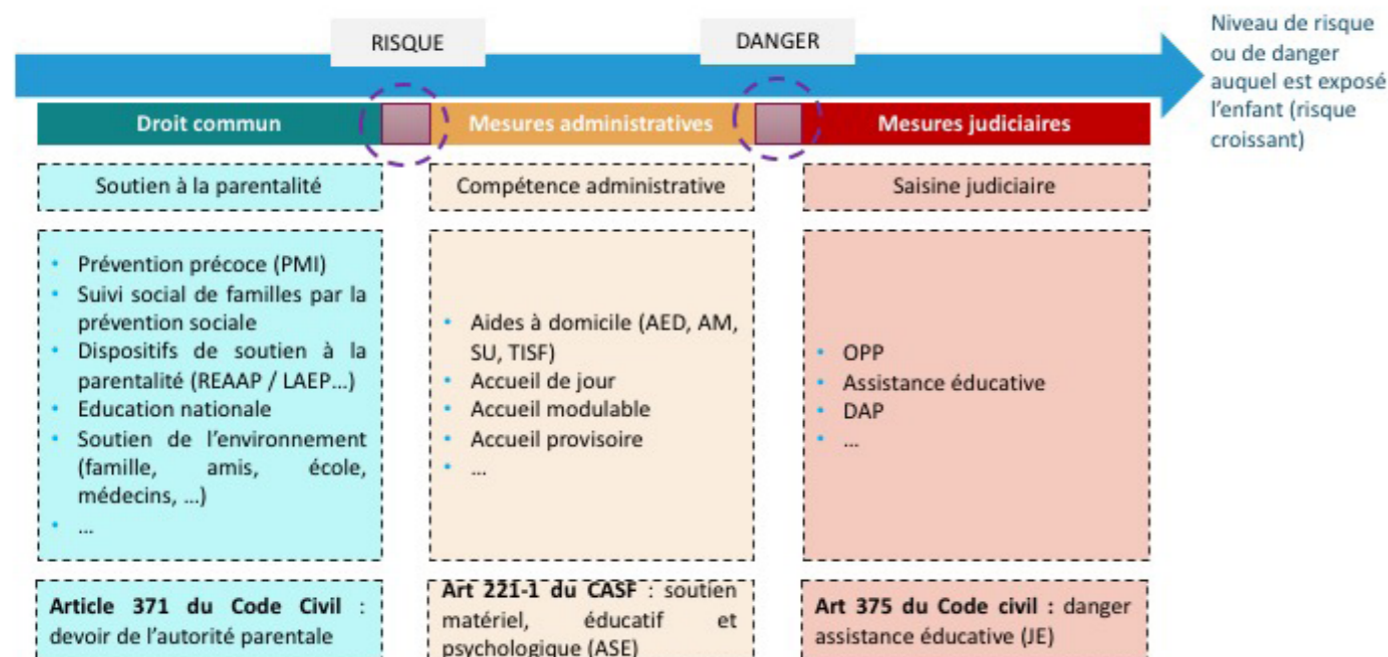 RISQUE
DANGER
Niveau de risque
ou de danger
auquel est exposé
l'enfant (risque
croissant)
Droit commun
Mesures administratives
Mesures judiciaires
Soutien à la parentalité
Compétence administrative
Saisine judiciaire
• Prévention précoce (PMI)
• Suivi social de familles par la
prévention sociale
• Dispositifs de soutien à la
parentalité (REAAP / LAEP...)
• Education nationale
• Soutien de l'environnement
(famille, amis, école,
médecins, ...)
• ...
• Aides à domicile (AED, AM,
SU, TISF)
• Accueil de jour
• Accueil modulable
• Accueil provisoire
• ...
• OPP
• Assistance éducative
• DAP
• ...
Article 371 du Code Civil :
devoir de l'autorité parentale
Art 221-1 du CASF : soutien
matériel, éducatif et
psychologique (ASE)
Art 375 du Code civil : danger
assistance éducative (JE)